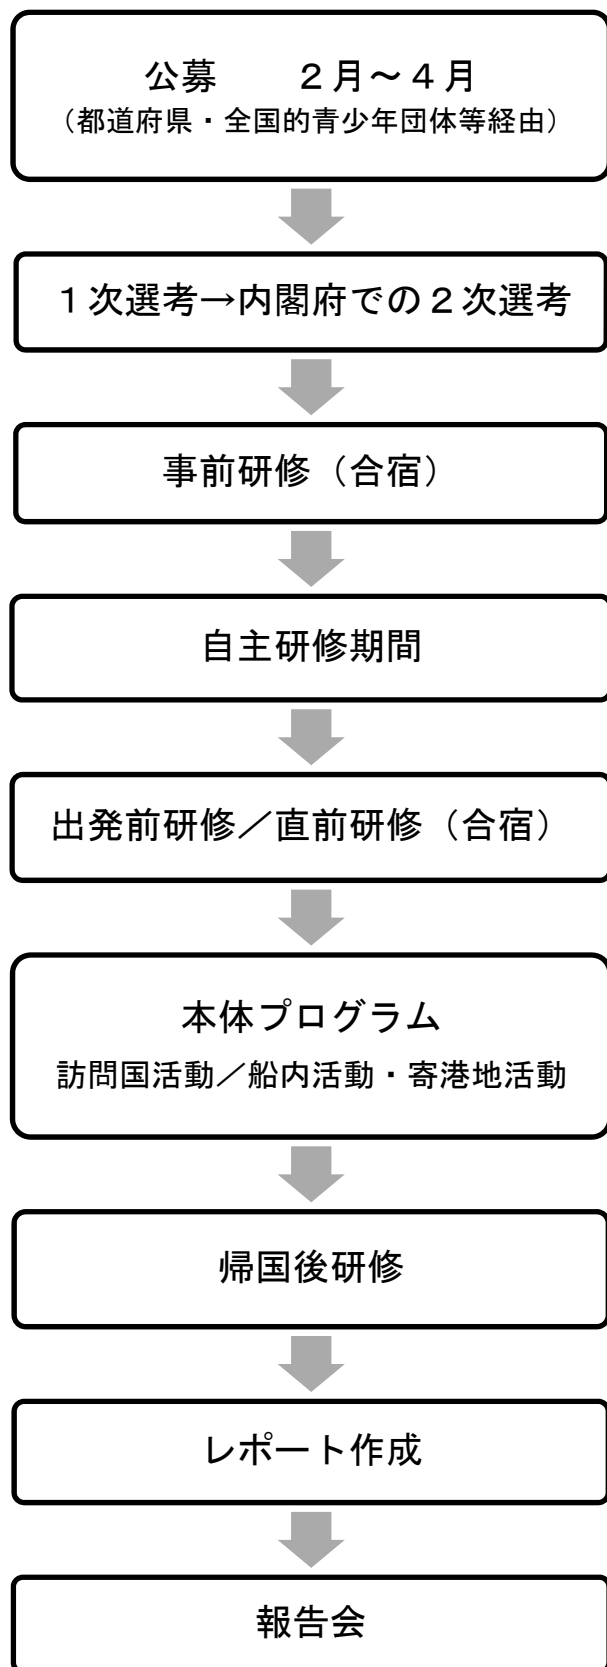 公募　　２月～４月
（都道府県・全国的青少年団体等経由）
１次選考→内閣府での２次選考
事前研修（合宿）
自主研修期間
出発前研修／直前研修（合宿）
本体プログラム
訪問国活動／船内活動・寄港地活動
帰国後研修
レポート作成
報告会